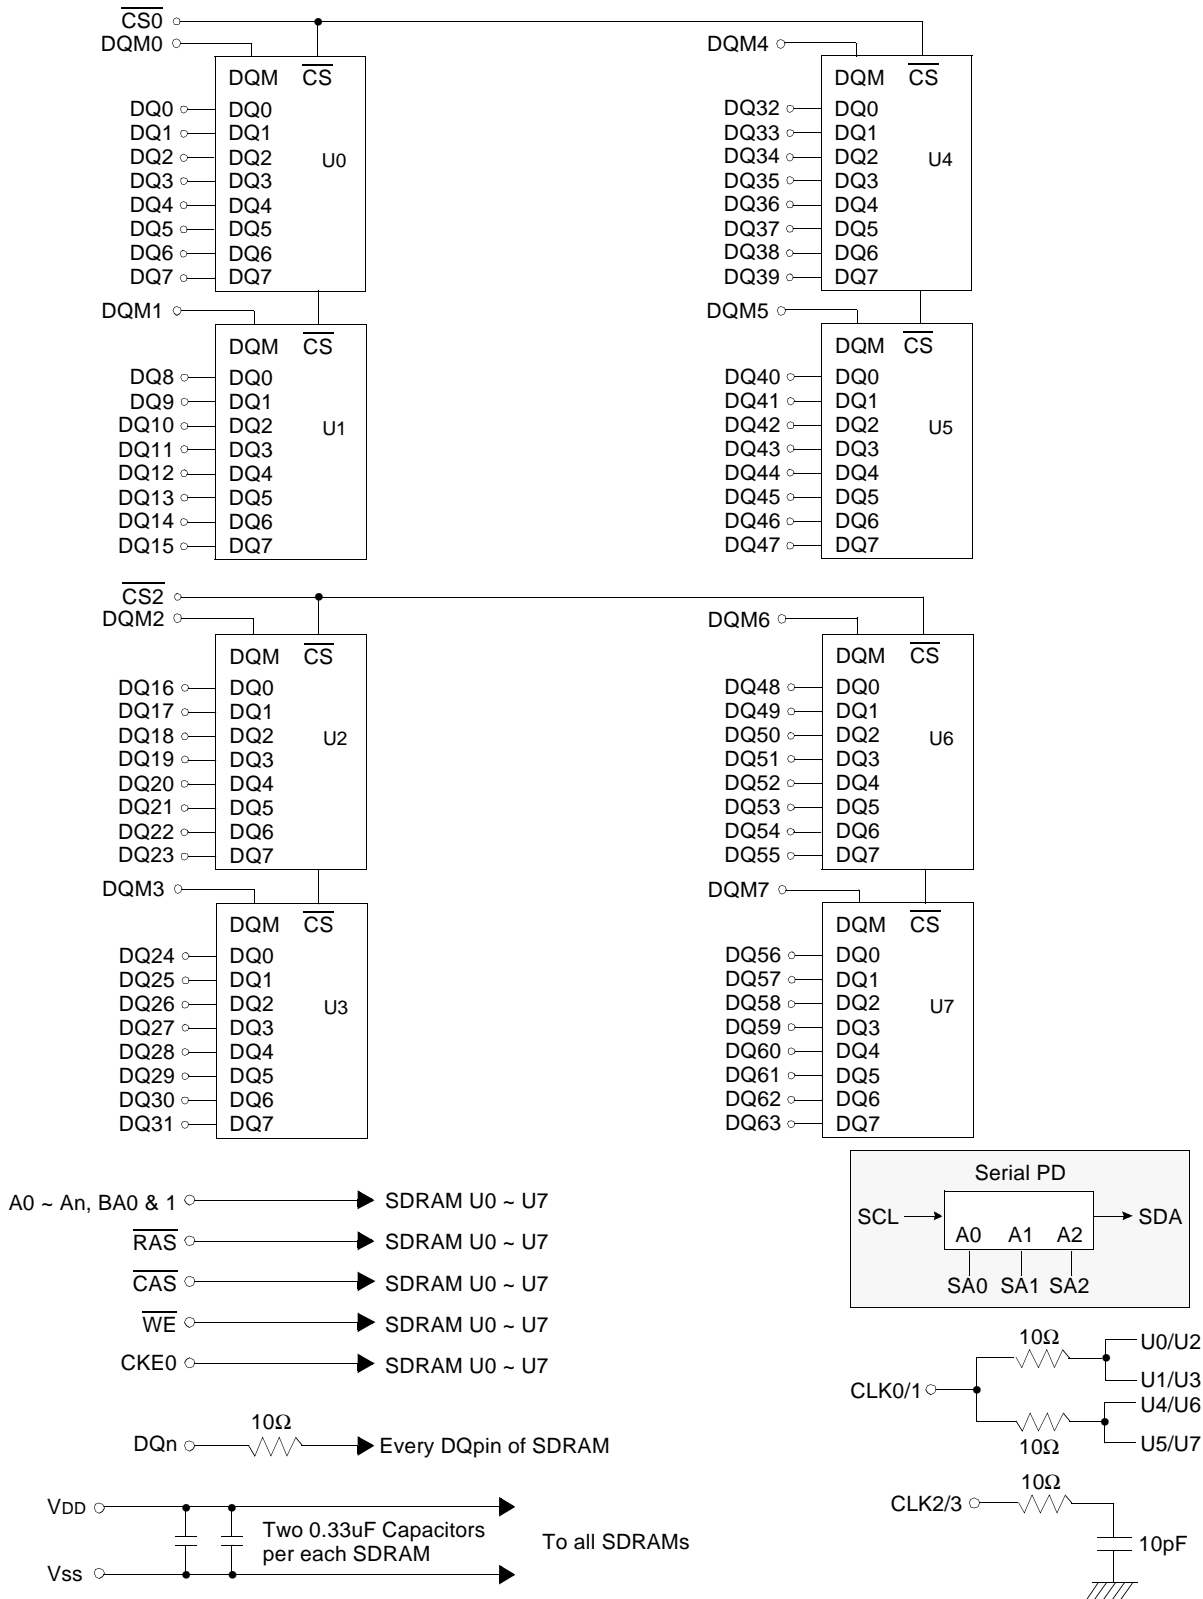 CS0
DQM0
DQM CS
DQ0 DQ0
DQ1 DQ1
DQ2 DQ2
DQ3 DQ3
DQ4 DQ4
DQ5 DQ5
DQ6 DQ6
DQ7 DQ7
U0
DQM1
DQM CS
DQ8 DQ0
DQ9 DQ1
DQ10 DQ2
DQ11 DQ3
DQ12 DQ4
DQ13 DQ5
DQ14 DQ6
DQ15 DQ7
U1
DQM4
DQM CS
DQ32 DQ0
DQ33 DQ1
DQ34 DQ2
DQ35 DQ3
DQ36 DQ4
DQ37 DQ5
DQ38 DQ6
DQ39 DQ7
U4
DQM5
DQM CS
DQ40 DQ0
DQ41 DQ1
DQ42 DQ2
DQ43 DQ3
DQ44 DQ4
DQ45 DQ5
DQ46 DQ6
DQ47 DQ7
U5
CS2
DQM2
DQM CS
DQ16 DQ0
DQ17 DQ1
DQ18 DQ2
DQ19 DQ3
DQ20 DQ4
DQ21 DQ5
DQ22 DQ6
DQ23 DQ7
U2
DQM3
DQM CS
DQ24 DQ0
DQ25 DQ1
DQ26 DQ2
DQ27 DQ3
DQ28 DQ4
DQ29 DQ5
DQ30 DQ6
DQ31 DQ7
U3
DQM6
DQM CS
DQ48 DQ0
DQ49 DQ1
DQ50 DQ2
DQ51 DQ3
DQ52 DQ4
DQ53 DQ5
DQ54 DQ6
DQ55 DQ7
U6
DQM7
DQM CS
DQ56 DQ0
DQ57 DQ1
DQ58 DQ2
DQ59 DQ3
DQ60 DQ4
DQ61 DQ5
DQ62 DQ6
DQ63 DQ7
U7
A0 ~ An, BA0 & 1 SDRAM U0 ~ U7
RAS SDRAM U0 ~ U7
CAS SDRAM U0 ~ U7
WE SDRAM U0 ~ U7
CKE0 SDRAM U0 ~ U7
10Ω
DQn Every DQpin of SDRAM
VDD
Two 0.33uF Capacitors
per each SDRAM
To all SDRAMs
Vss
Serial PD
SCL SDA
A0 A1 A2
SA0 SA1 SA2
10Ω
U0/U2
U1/U3
CLK0/1
U4/U6
U5/U7
10Ω
10Ω
CLK2/3
10pF